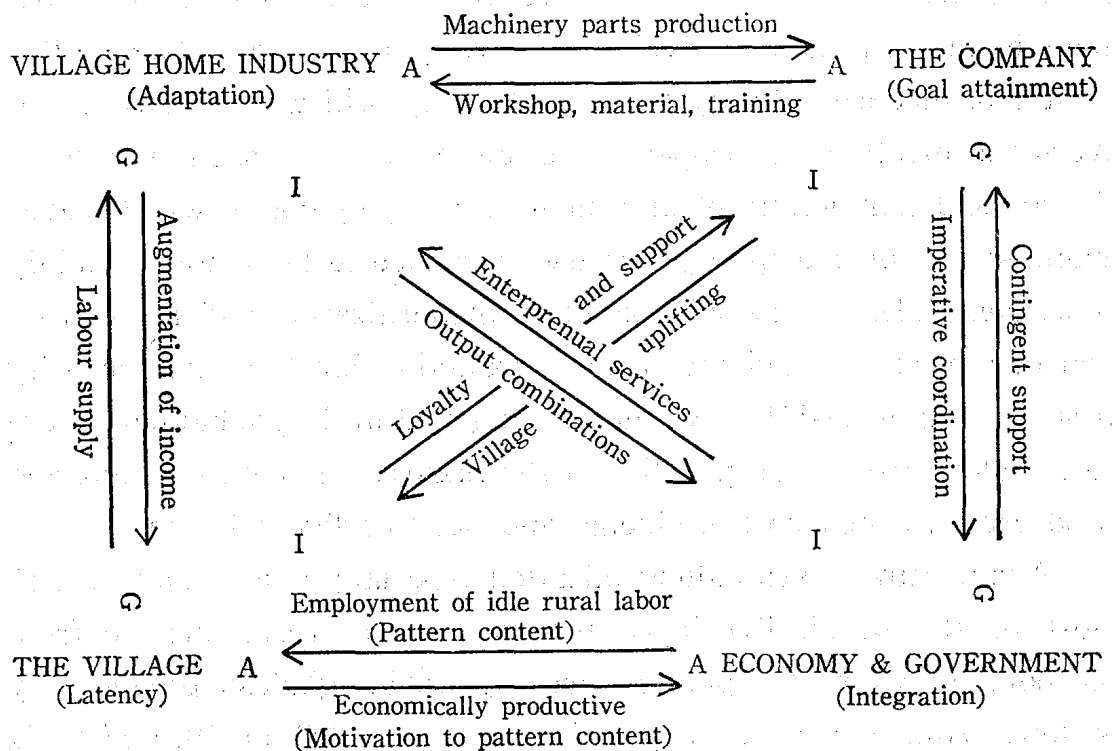 Machinery parts production
VILLAGE HOME INDUSTRY A
A THE COMPANY
(Adaptation)
(Goal attainment)
Workshop, material, training
G
G
I
I
Labour supply
Augmentation of income
Enterprenual services
Output combinations
Loyalty and support
Village uplifting
Imperative coordination
Contingent support
I
I
G
G
Employment of idle rural labor
(Pattern content)
THE VILLAGE A
A ECONOMY & GOVERNMENT
(Latency)
(Integration)
Economically productive
(Motivation to pattern content)